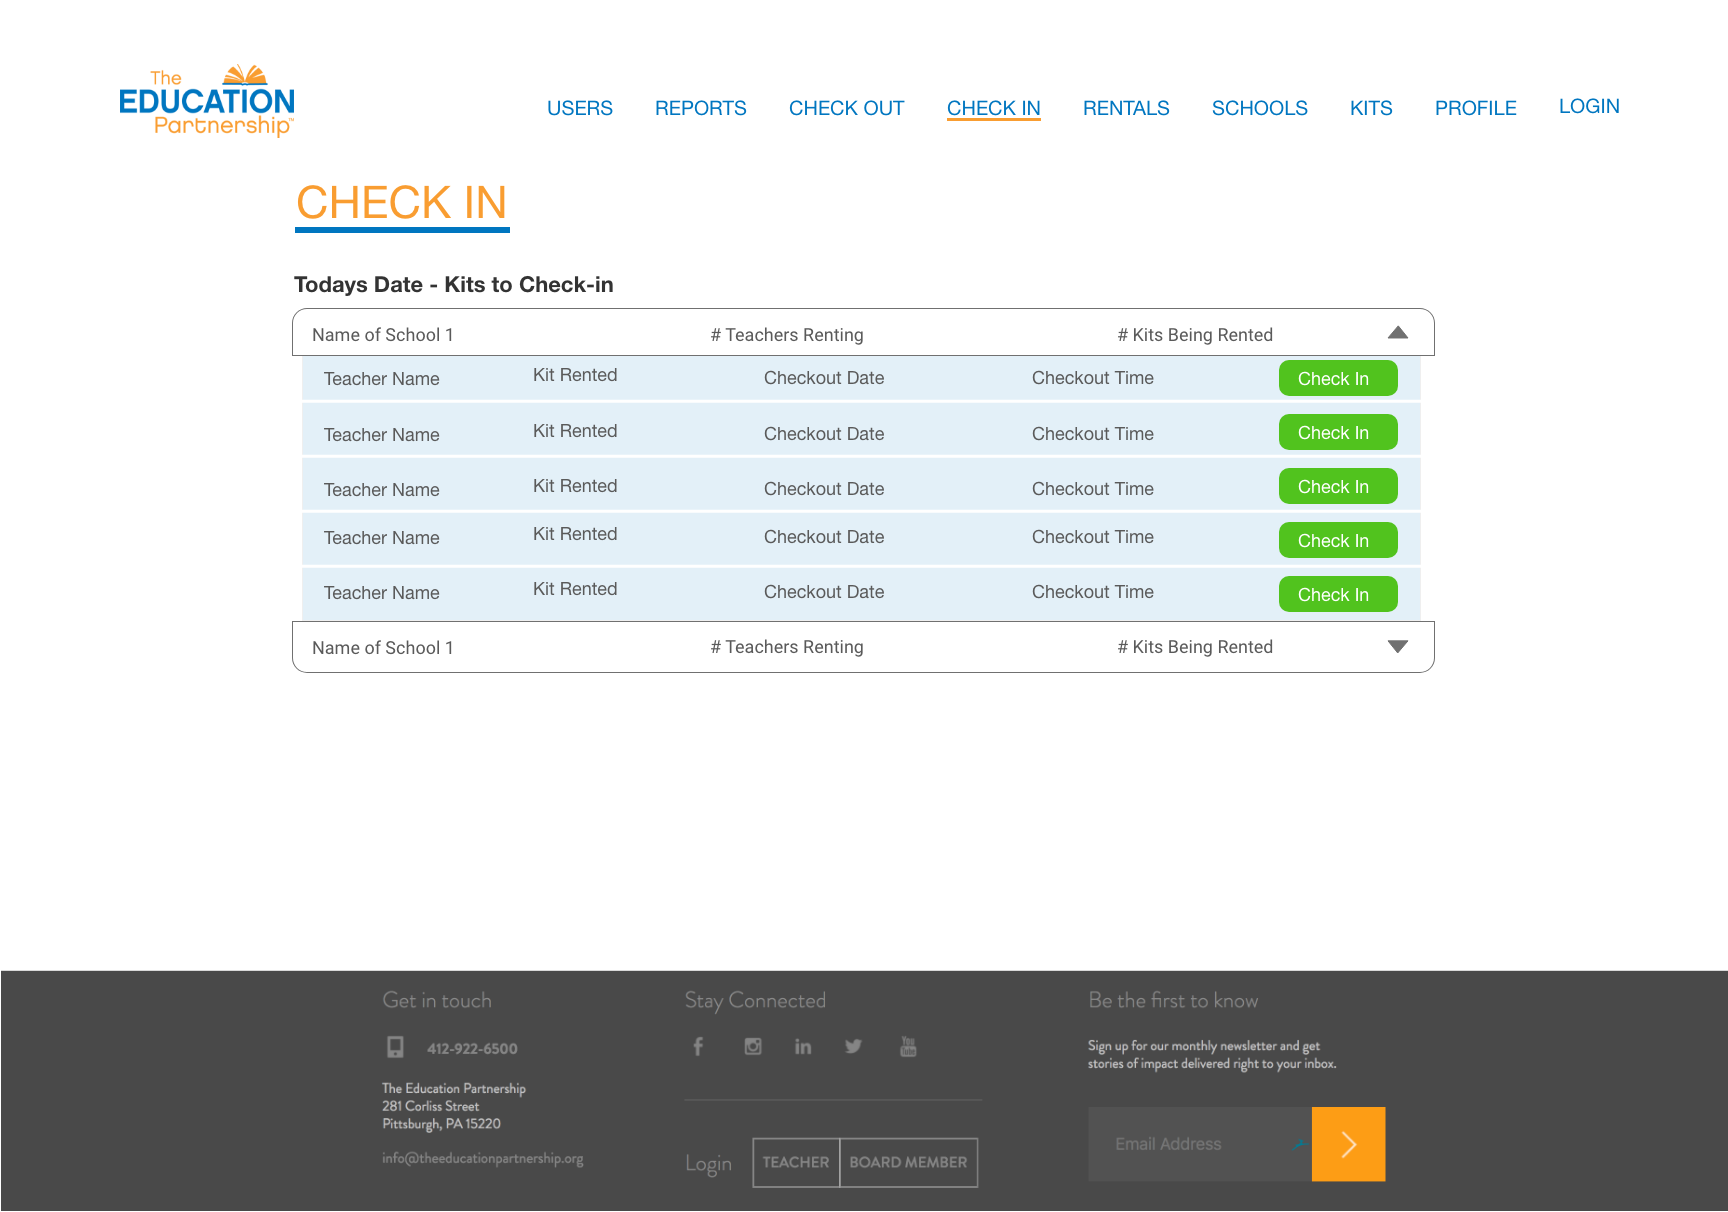 The
EDUCATION
Partnership™
USERS REPORTS CHECK OUT CHECK IN RENTALS SCHOOLS KITS PROFILE LOGIN
CHECK IN
Todays Date - Kits to Check-in
Name of School 1 # Teachers Renting # Kits Being Rented
Teacher Name Kit Rented Checkout Date Checkout Time Check In
Teacher Name Kit Rented Checkout Date Checkout Time Check In
Teacher Name Kit Rented Checkout Date Checkout Time Check In
Teacher Name Kit Rented Checkout Date Checkout Time Check In
Teacher Name Kit Rented Checkout Date Checkout Time Check In
Name of School 1 # Teachers Renting # Kits Being Rented
Get in touch
412-922-6500
The Education Partnership
281 Corliss Street
Pittsburgh, PA 15220
info@theeducationpartnership.org
Stay Connected
f in You Tube
Login TEACHER BOARD MEMBER
Be the first to know
Sign up for our monthly newsletter and get
stories of impact delivered right to your inbox.
Email Address